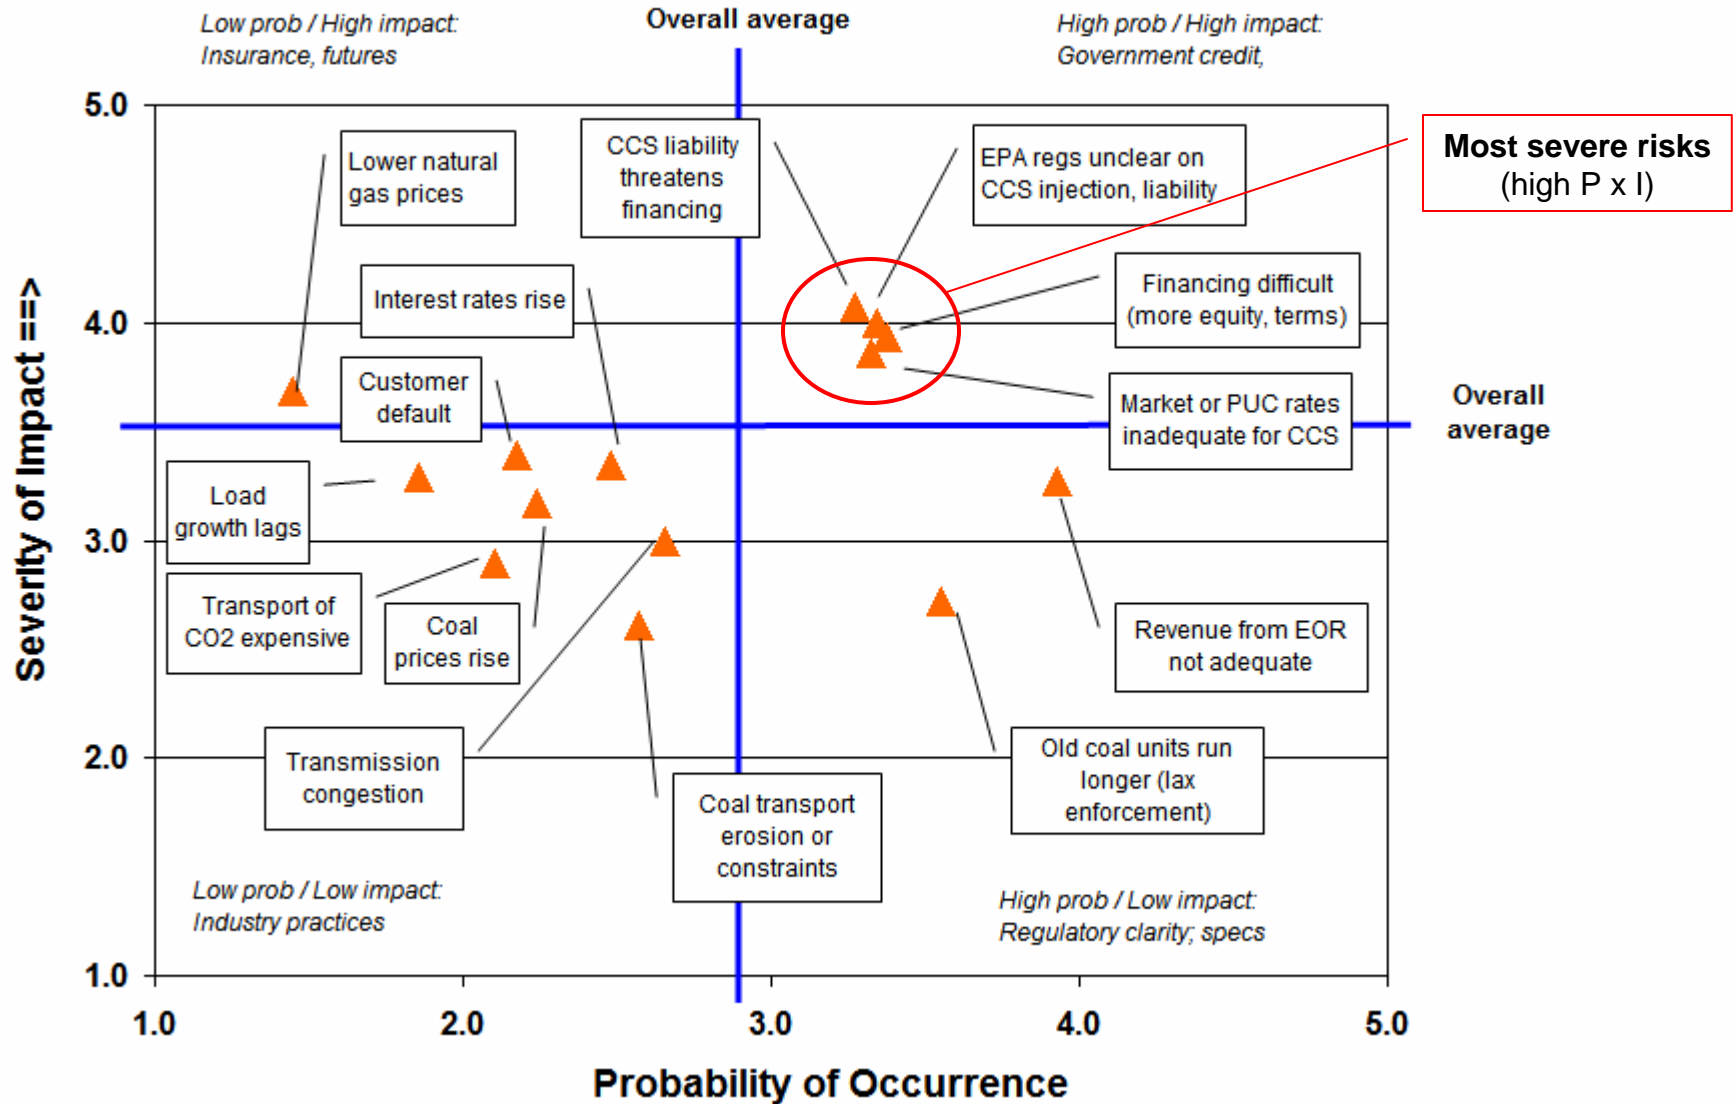 Low prob / High impact:
Insurance, futures
Overall average
High prob / High impact:
Government credit,
Most severe risks
(high P x I)
5.0
4.0
3.0
2.0
1.0
Lower natural
gas prices
CCS liability
threatens
financing
EPA regs unclear on
CCS injection, liability
Interest rates rise
Financing difficult
(more equity, terms)
Customer
default
Market or PUC rates
inadequate for CCS
Overall
average
Load
growth lags
Transport of
CO2 expensive
Coal
prices rise
Revenue from EOR
not adequate
Transmission
congestion
Coal transport
erosion or
constraints
Old coal units run
longer (lax
enforcement)
Low prob / Low impact:
Industry practices
High prob / Low impact:
Regulatory clarity; specs
Severity of Impact ==>
1.0
2.0
3.0
4.0
5.0
Probability of Occurrence